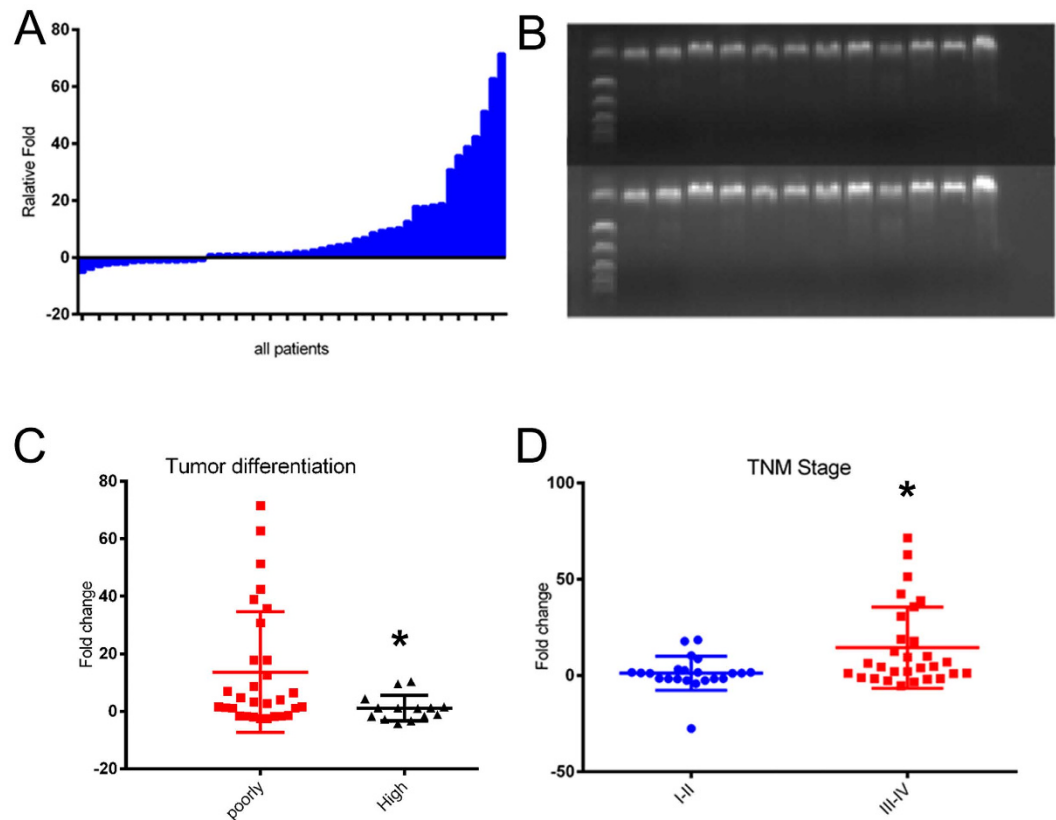 A
80
60
40
20
0
-20
Ralative Fold
all patients
B
C
Tumor differentiation
80
60
40
20
0
-20
Fold change
*
poorly
High
D
TNM Stage
100
50
0
-50
Fold change
*
I-II
III-IV